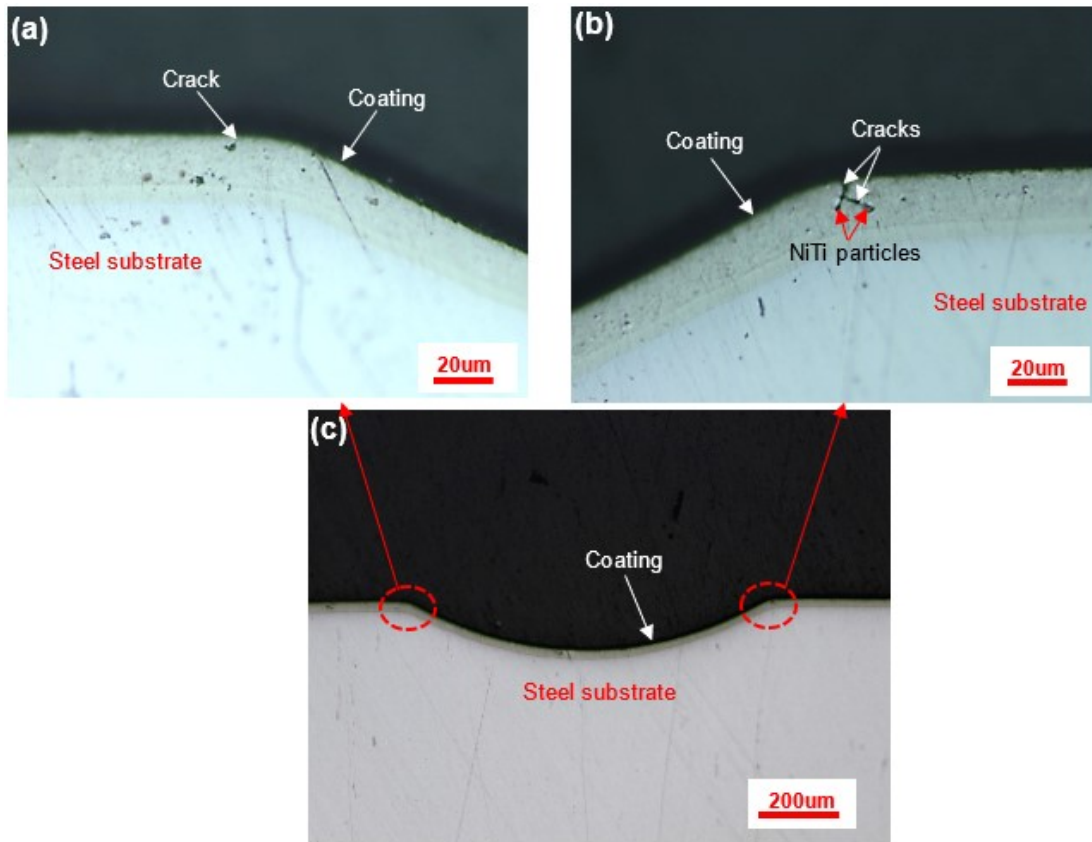 (a)
Crack
Coating
Steel substrate
20um
(b)
Coating
Cracks
NiTi particles
Steel substrate
20um
(c)
Coating
Steel substrate
200um